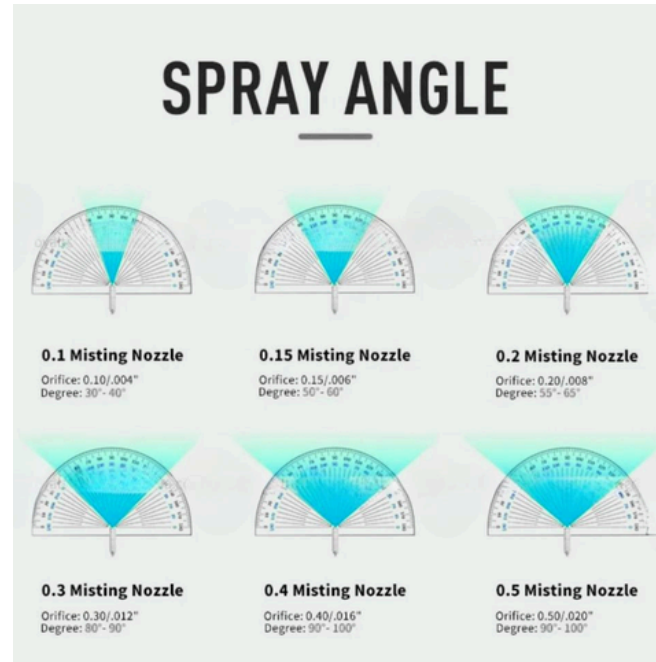 SPRAY ANGLE
0.1 Misting Nozzle
Orifice: 0.10/.004"
Degree: 30°- 40°
0.15 Misting Nozzle
Orifice: 0.15/.006"
Degree: 50°- 60°
0.2 Misting Nozzle
Orifice: 0.20/.008"
Degree: 55°- 65°
0.3 Misting Nozzle
Orifice: 0.30/.012"
Degree: 80°- 90°
0.4 Misting Nozzle
Orifice: 0.40/.016"
Degree: 90°- 100°
0.5 Misting Nozzle
Orifice: 0.50/.020"
Degree: 90°- 100°